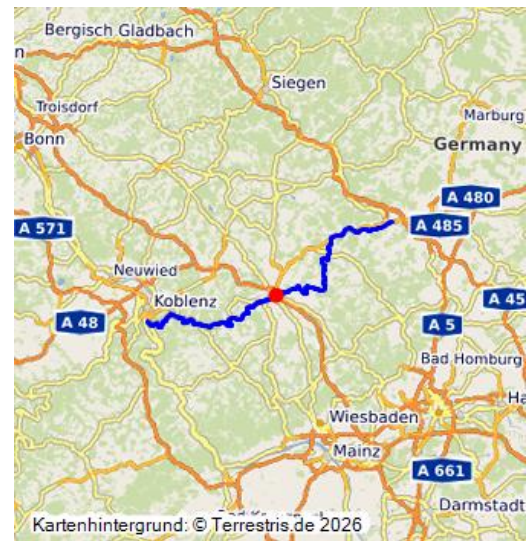 Bergisch Gladbach
Siegen
Troisdorf
Marburg
Bonn
Germany
A 480
A 571
A 485
Neuwied
Koblenz
A 45
A 48
A 5
Bad Homburg
Wiesbaden
Mainz
A 661
Darmstadt
Kartenhintergrund: © Terrestris.de 2026